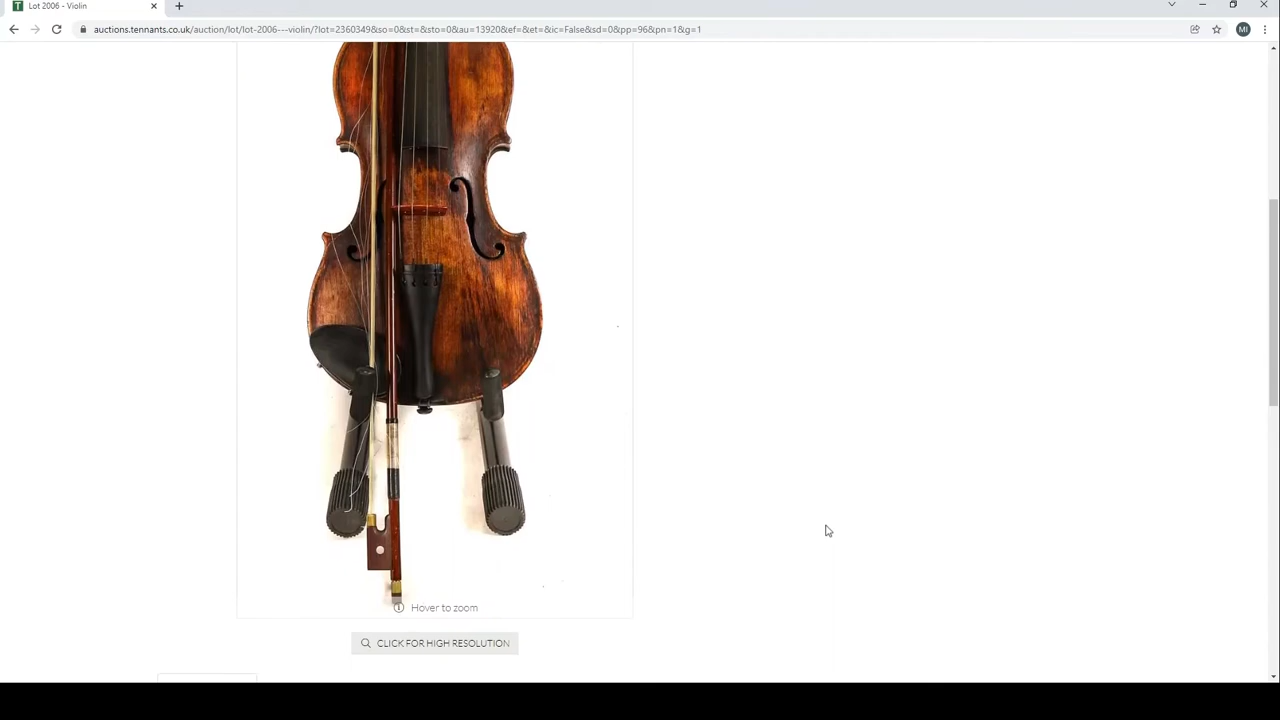 Lot 2006 - Violin
auctions.tennants.co.uk/auction/lot/lot-2006---violin/?lot=2360349&so=0&st=&sto=0&au=13920&ef=&et=&ic=False&sd=0&pp=96&pn=1&g=1
MI
Hover to zoom
CLICK FOR HIGH RESOLUTION